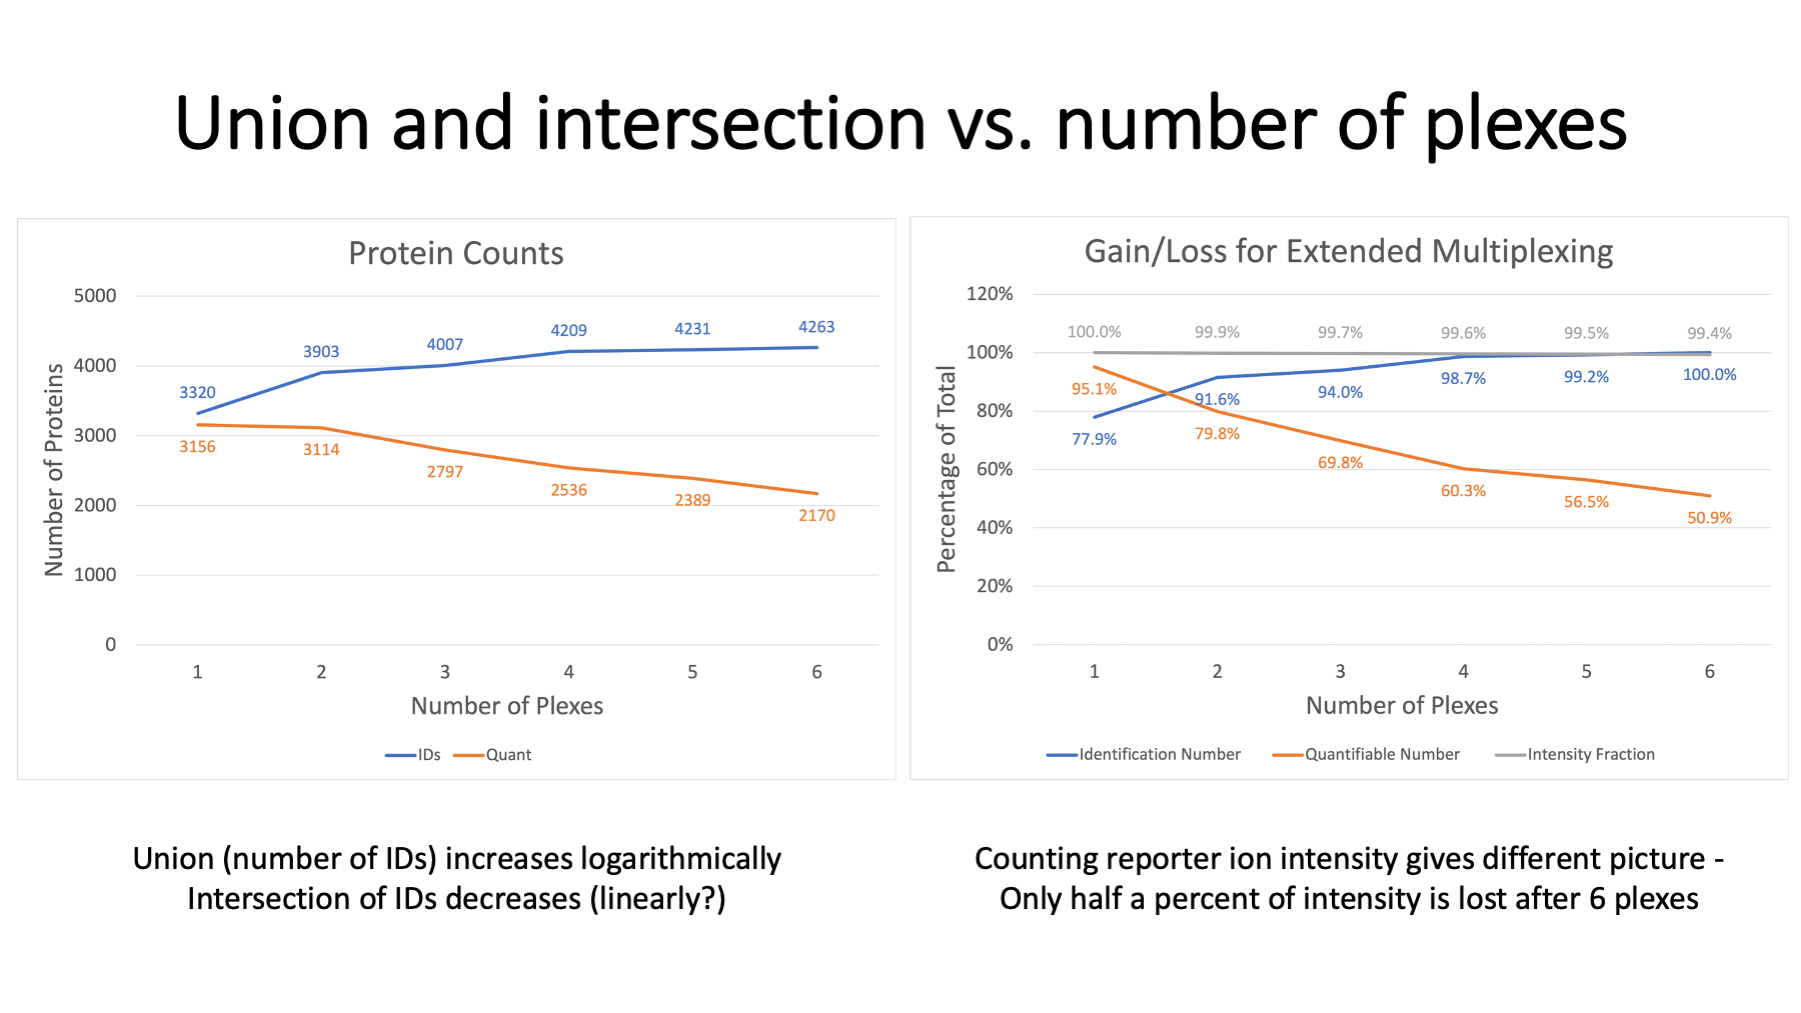 Union and intersection vs. number of plexes
Protein Counts
Number of Proteins
5000
4000
3000
2000
1000
0
3320
3903
4007
4209
4231
4263
3156
3114
2797
2536
2389
2170
1 2 3 4 5 6
Number of Plexes
IDs Quant
Gain/Loss for Extended Multiplexing
Percentage of Total
120%
100%
80%
60%
40%
20%
0%
100.0% 99.9% 99.7% 99.6% 99.5% 99.4%
77.9% 91.6% 94.0% 98.7% 99.2% 100.0%
95.1% 79.8% 69.8% 60.3% 56.5% 50.9%
1 2 3 4 5 6
Number of Plexes
Identification Number Quantifiable Number Intensity Fraction
Union (number of IDs) increases logarithmically
Intersection of IDs decreases (linearly?)
Counting reporter ion intensity gives different picture -
Only half a percent of intensity is lost after 6 plexes